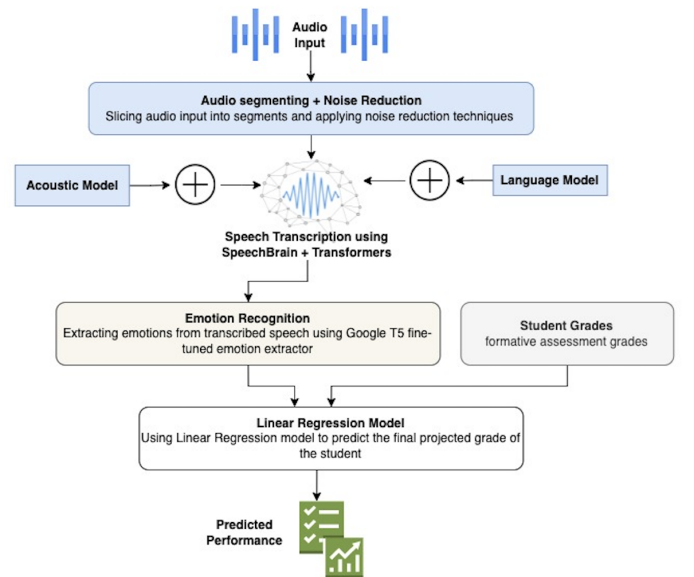 Audio
Input
Audio segmenting + Noise Reduction
Slicing audio input into segments and applying noise reduction techniques
Acoustic Model
Language Model
Speech Transcription using
SpeechBrain + Transformers
Emotion Recognition
Extracting emotions from transcribed speech using Google T5 fine-
tuned emotion extractor
Student Grades
formative assessment grades
Linear Regression Model
Using Linear Regression model to predict the final projected grade of
the student
Predicted
Performance